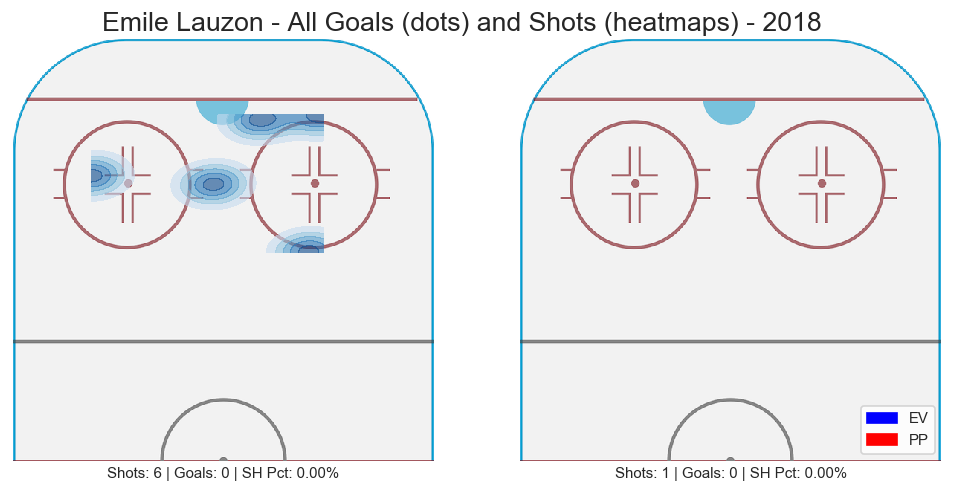 Emile Lauzon - All Goals (dots) and Shots (heatmaps) - 2018
EV
PP
Shots: 6 | Goals: 0 | SH Pct: 0.00%
Shots: 1 | Goals: 0 | SH Pct: 0.00%